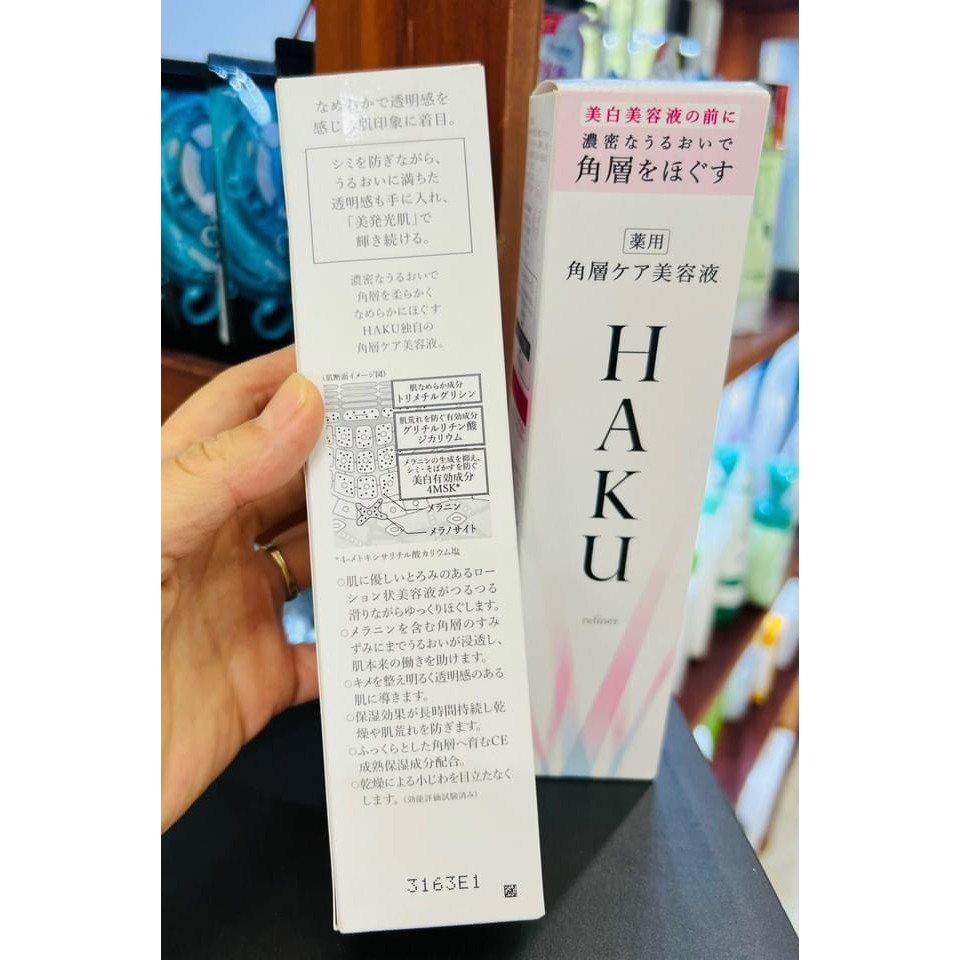 なめらかで透明感を
感じる肌印象に着目。
シミを防ぎながら、
うるおいに満ちた
透明感も手に入れ、
「美発光肌」で
輝き続ける。
濃密なうるおいで
角層を柔らかく
なめらかにほぐす
HAKU独自の
角層ケア美容液。
(肌断面イメージ図)
肌なめらか成分
トリメチルグリシン
肌荒れを防ぐ有効成分
グリチルリチン酸
ジカリウム
メラニンの生成を抑え、
シミ・そばかすを防ぐ
美白有効成分
4MSK*
メラニン
メラノサイト
*4-メトキシサリチル酸カリウム塩
○肌に優しいとろみのあるロー
ション状美容液がつるつる
滑りながらゆっくりほぐします。
○メラニンを含む角層のすみ
ずみにまでうるおいが浸透し、
肌本来の働きを助けます。
○キメを整え明るく透明感のある
肌に導きます。
○保湿効果が長時間持続し乾
燥や肌荒れを防ぎます。
○ふっくらとした角層へ育むCE
成熟保湿成分配合。
○乾燥による小じわを目立たなく
します。(効能評価試験済み)
3163E1
美白美容液の前に
濃密なうるおいで
角層をほぐす
薬用
角層ケア美容液
HAKU
refiner